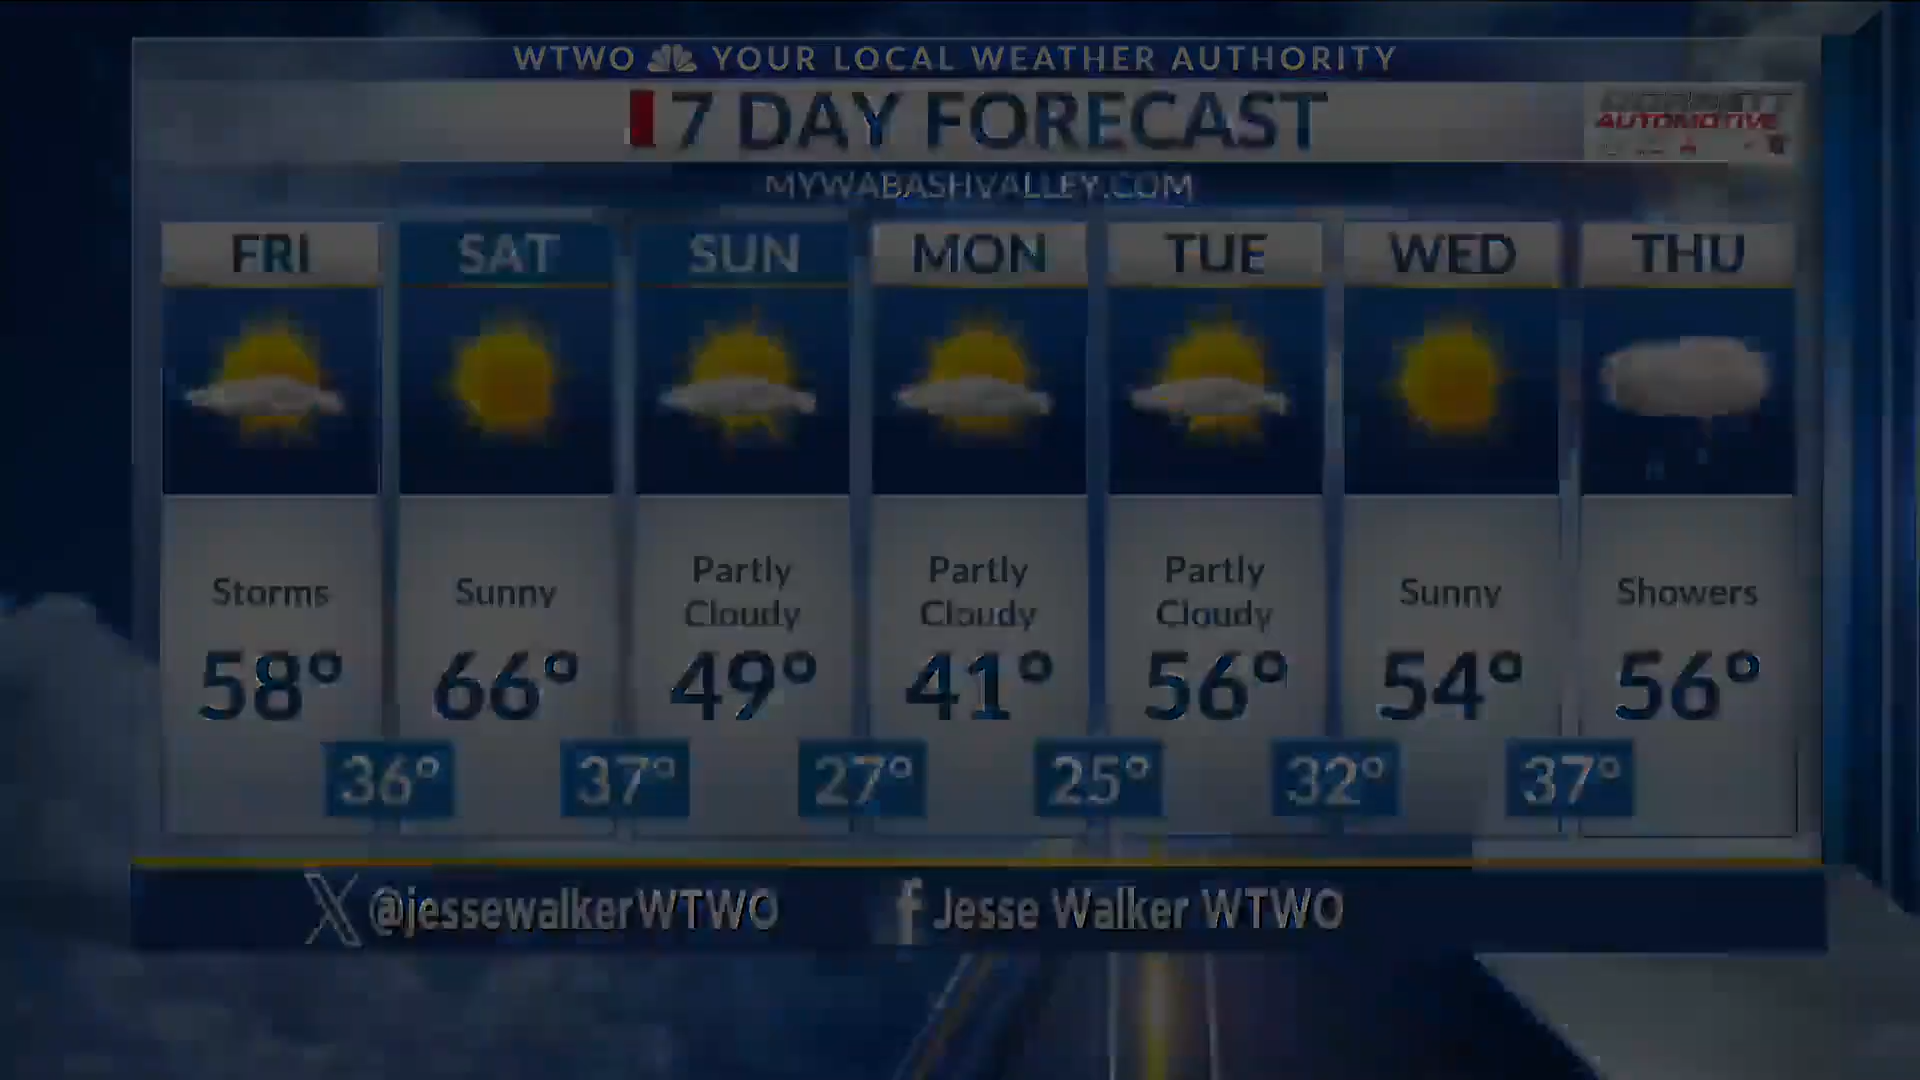 WTWO YOUR LOCAL WEATHER AUTHORITY
7 DAY FORECAST
AUTOMOTIVE
MYWABASHVALLEY.COM
FRI SAT SUN MON TUE WED THU
Storms Sunny Partly Cloudy Partly Cloudy Partly Cloudy Sunny Showers
58° 66° 49° 41° 56° 54° 56°
36° 37° 27° 25° 32° 37°
@jessewalkerWTWO Jesse Walker WTWO